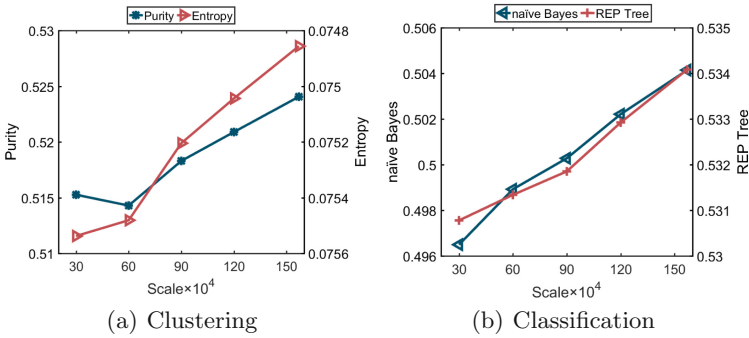 Purity Entropy
0.53
0.525
0.52
0.515
0.51
Purity
0.0748
0.075
0.0752
0.0754
0.0756
Entropy
30 60 90 120 150
Scale×10⁴
(a) Clustering
naïve Bayes REP Tree
0.506
0.504
0.502
0.5
0.498
0.496
naïve Bayes
0.535
0.534
0.533
0.532
0.531
0.53
REP Tree
30 60 90 120 150
Scale×10⁴
(b) Classification